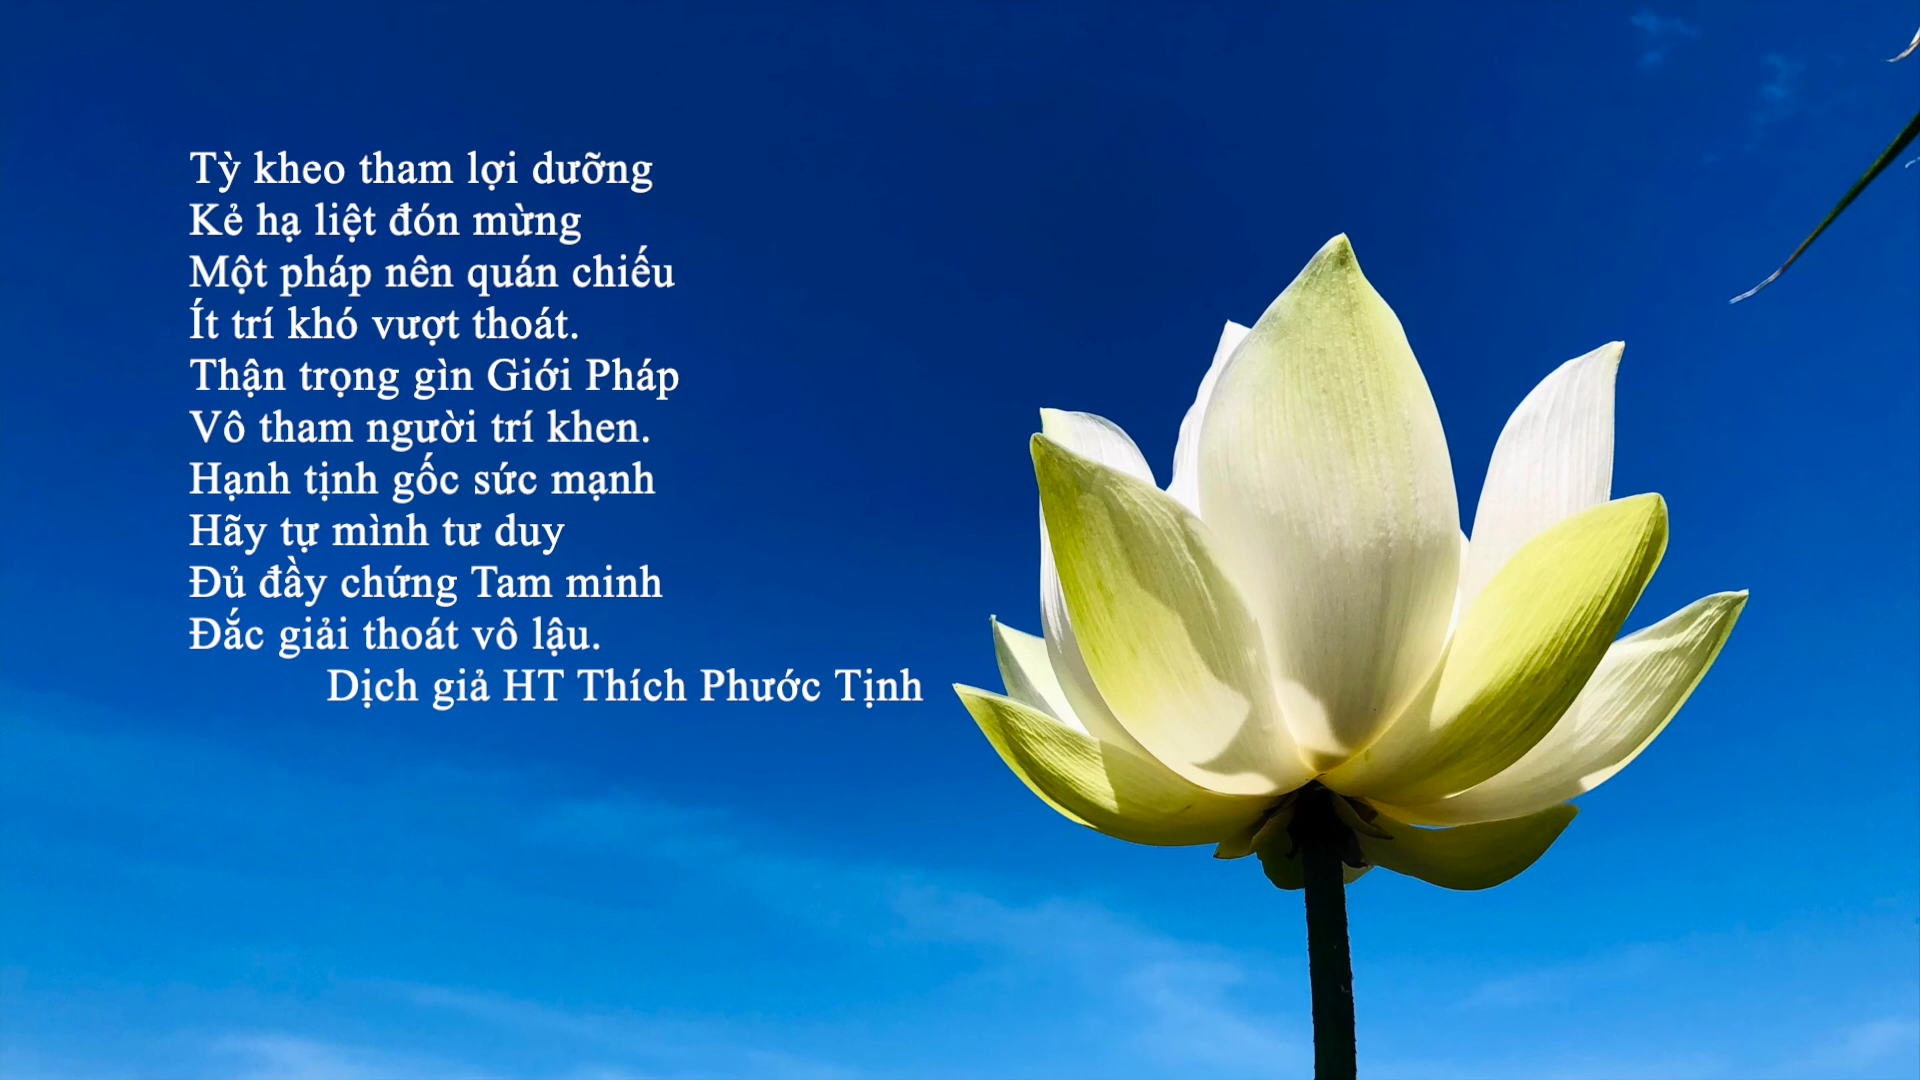 Tỳ kheo tham lợi dưỡng
Kẻ hạ liệt đón mừng
Một pháp nên quán chiếu
Ít trí khó vượt thoát.
Thận trọng gìn Giới Pháp
Vô tham người trí khen.
Hạnh tịnh gốc sức mạnh
Hãy tự mình tư duy
Đủ đầy chứng Tam minh
Đắc giải thoát vô lậu.
Dịch giả HT Thích Phước Tịnh